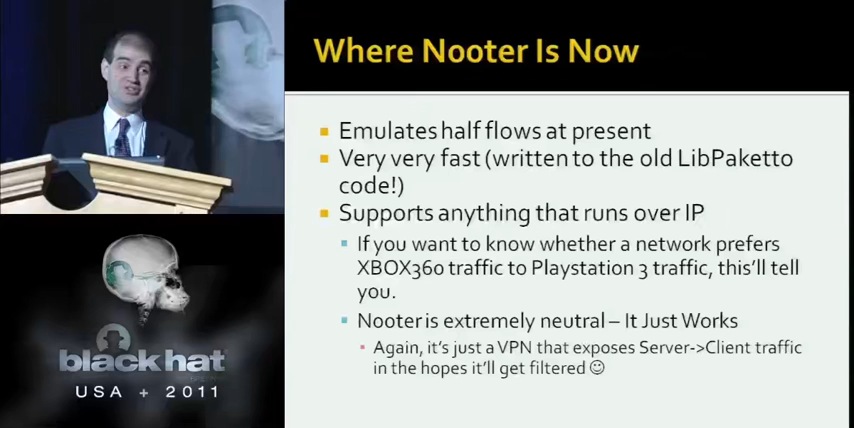 Where Nooter Is Now
Emulates half flows at present
Very very fast (written to the old LibPaketto
code!)
Supports anything that runs over IP
If you want to know whether a network prefers
XBOX360 traffic to Playstation 3 traffic, this'll tell
you.
Nooter is extremely neutral – It Just Works
Again, it's just a VPN that exposes Server->Client traffic
in the hopes it'll get filtered ☺
black hat
USA + 2011